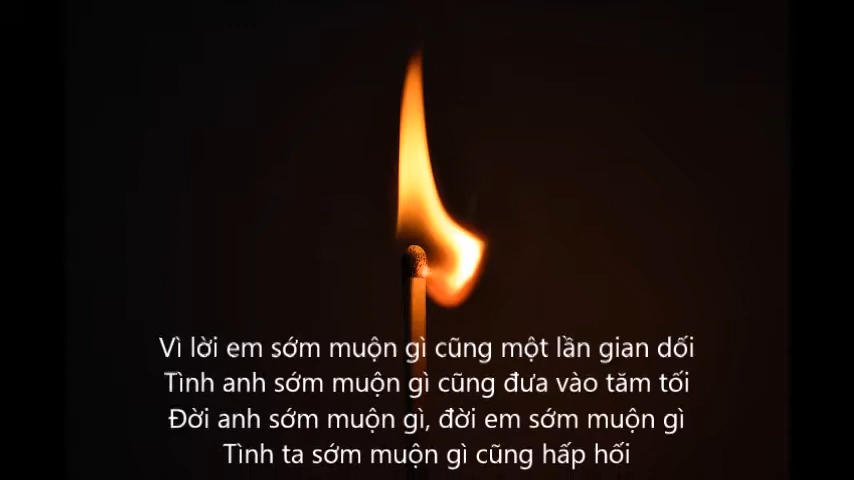 Vì lời em sớm muộn gì cũng một lần gian dối
Tình anh sớm muộn gì cũng đưa vào tăm tối
Đời anh sớm muộn gì, đời em sớm muộn gì
Tình ta sớm muộn gì cũng hấp hối